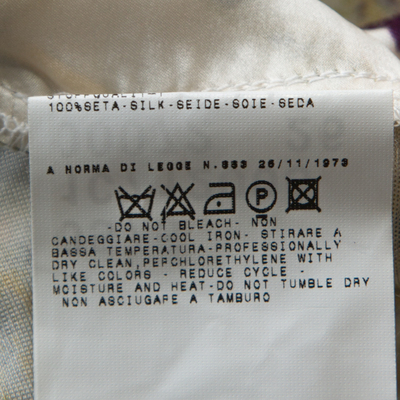 100%SETA-SILK-SEIDE-SOIE-SEDA
A NORMA DI LEGGE N.883 26/11/1973
P
-DO NOT BLEACH- NON
CANDEGGIARE-COOL IRON- STIRARE A
BASSA TEMPERATURA-PROFESSIONALLY
DRY CLEAN,PERCHLORETHYLENE WITH
LIKE COLORS - REDUCE CYCLE -
MOISTURE AND HEAT-DO NOT TUMBLE DRY
NON ASCIUGARE A TAMBURO